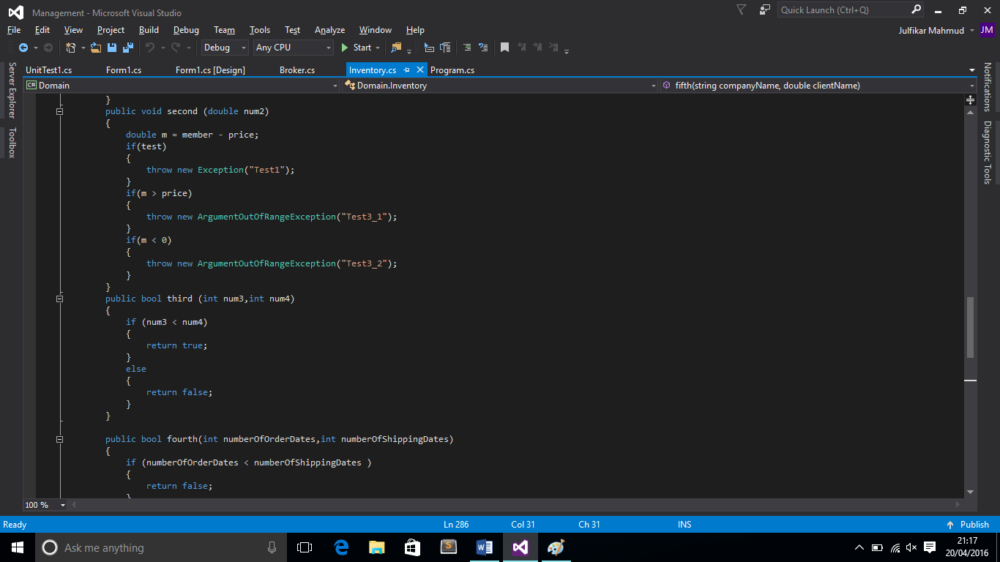 Management - Microsoft Visual Studio
Quick Launch (Ctrl+Q)
File Edit View Project Build Debug Team Tools Test Analyze Window Help
Julfikar Mahmud JM
Debug Any CPU Start
UnitTest1.cs Form1.cs Form1.cs [Design] Broker.cs Inventory.cs Program.cs
C# Domain Domain.Inventory fifth(string companyName, double clientName)
Server Explorer
Toolbox
Notifications
Diagnostic Tools
}
public void second (double num2)
{
double m = member - price;
if(test)
{
throw new Exception("Test1");
}
if(m > price)
{
throw new ArgumentOutOfRangeException("Test3_1");
}
if(m < 0)
{
throw new ArgumentOutOfRangeException("Test3_2");
}
}
public bool third (int num3,int num4)
{
if (num3 < num4)
{
return true;
}
else
{
return false;
}
}
public bool fourth(int numberOfOrderDates,int numberOfShippingDates)
{
if (numberOfOrderDates < numberOfShippingDates )
{
return false;
}
100 %
Ready Ln 286 Col 31 Ch 31 INS Publish
Ask me anything
21:17
20/04/2016